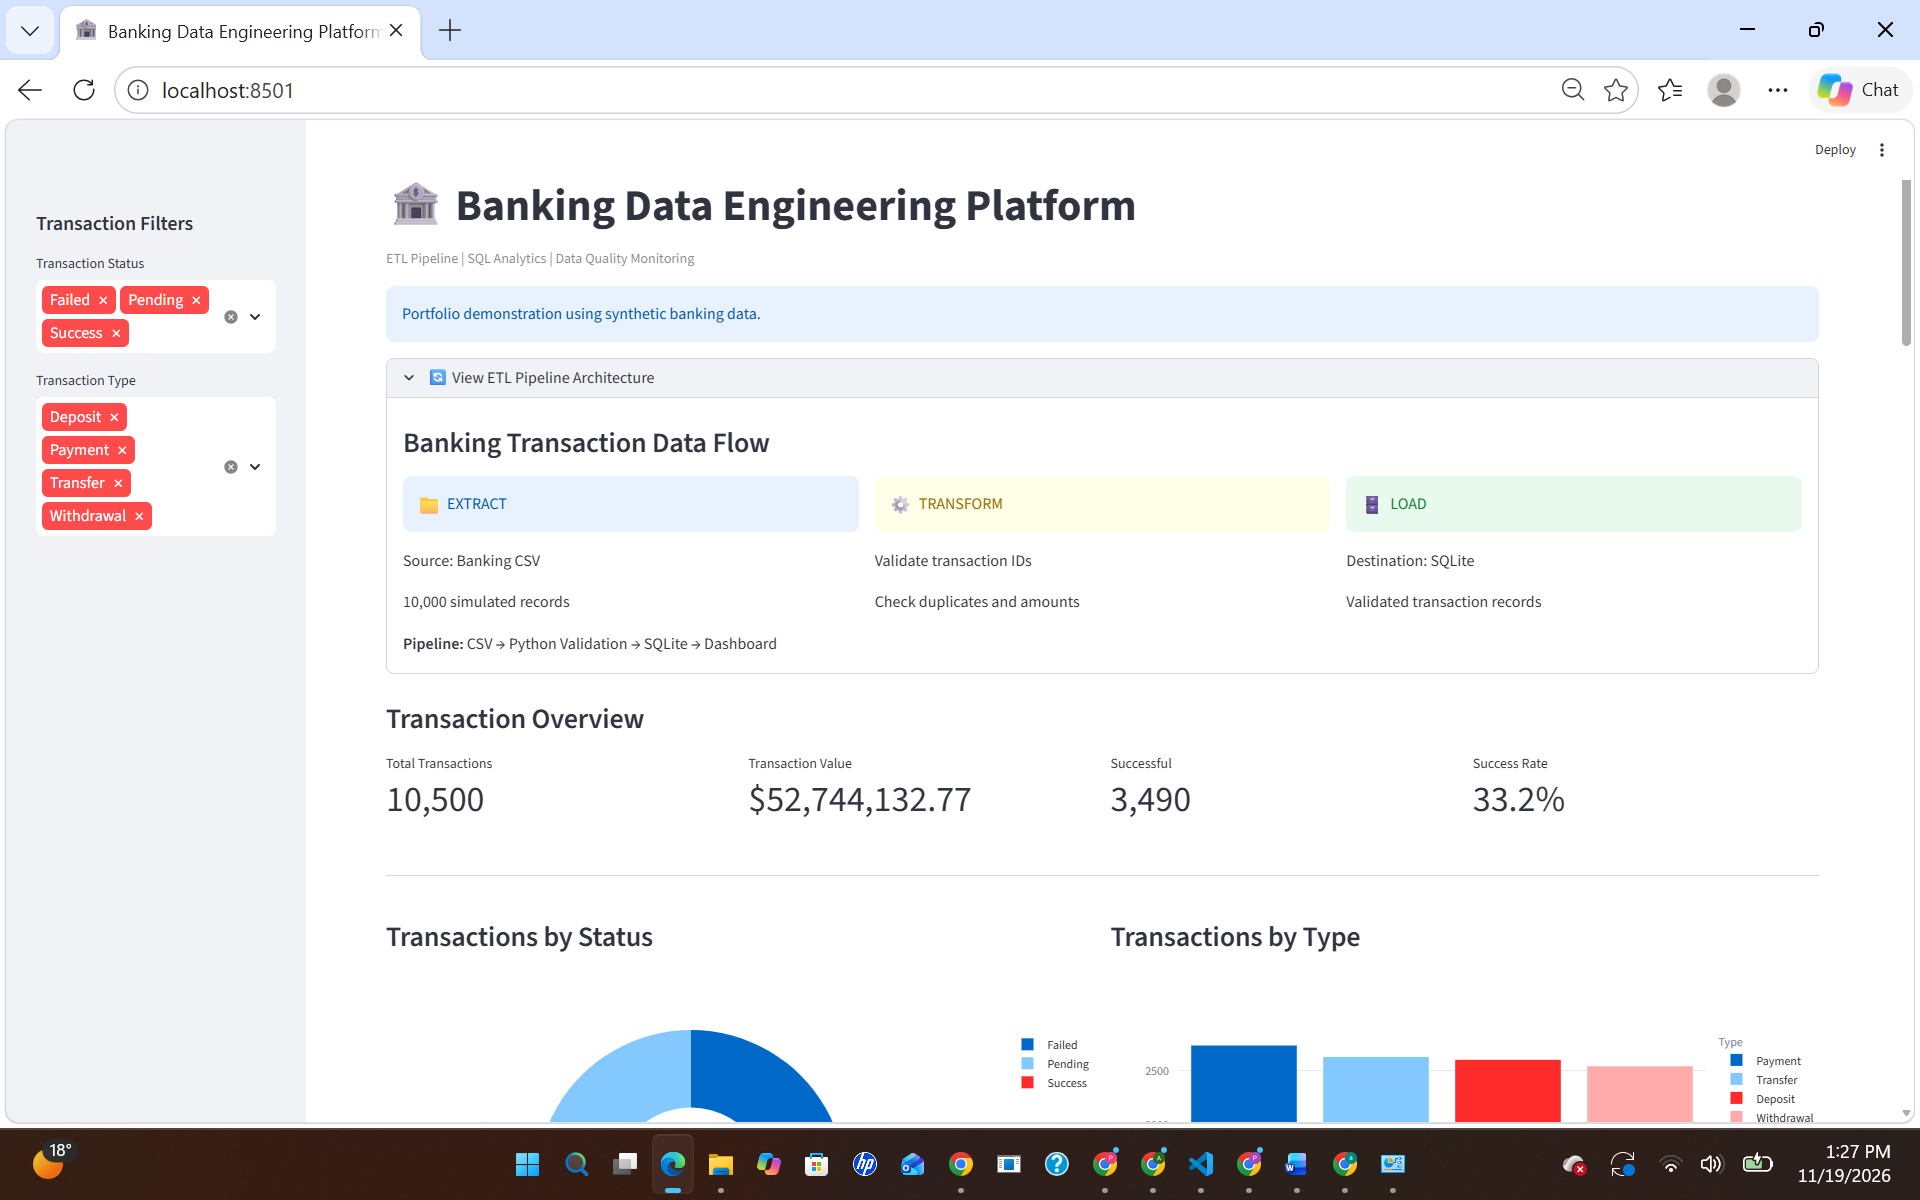 Banking Data Engineering Platform
localhost:8501
Chat
Deploy
Transaction Filters
Transaction Status
Failed
Pending
Success
Transaction Type
Deposit
Payment
Transfer
Withdrawal
Banking Data Engineering Platform
ETL Pipeline | SQL Analytics | Data Quality Monitoring
Portfolio demonstration using synthetic banking data.
View ETL Pipeline Architecture
Banking Transaction Data Flow
EXTRACT
TRANSFORM
LOAD
Source: Banking CSV
Validate transaction IDs
Destination: SQLite
10,000 simulated records
Check duplicates and amounts
Validated transaction records
Pipeline: CSV → Python Validation → SQLite → Dashboard
Transaction Overview
Total Transactions
Transaction Value
Successful
Success Rate
10,500
$52,744,132.77
3,490
33.2%
Transactions by Status
Transactions by Type
Failed
Pending
Success
2500
Type
Payment
Transfer
Deposit
Withdrawal
18°
1:27 PM
11/19/2026